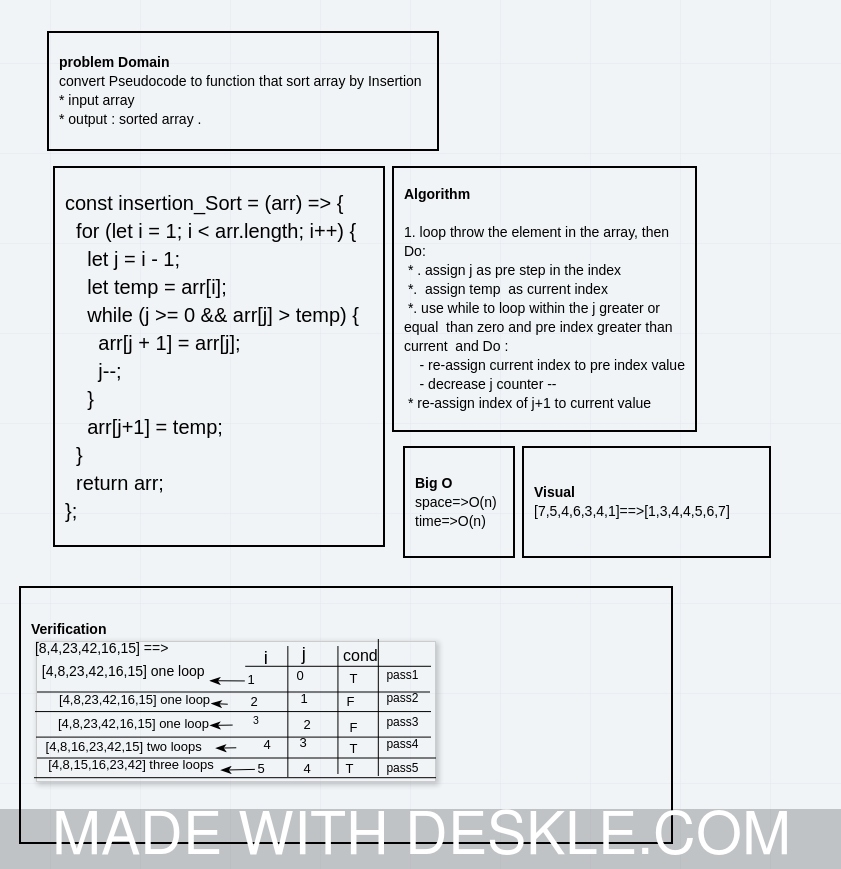 problem Domain
convert Pseudocode to function that sort array by Insertion
* input array
* output : sorted array .
const insertion_Sort = (arr) => {
for (let i = 1; i < arr.length; i++) {
let j = i - 1;
let temp = arr[i];
while (j >= 0 && arr[j] > temp) {
arr[j + 1] = arr[j];
j--;
}
arr[j+1] = temp;
}
return arr;
};
Algorithm
1. loop throw the element in the array, then
Do:
* . assign j as pre step in the index
*. assign temp as current index
*. use while to loop within the j greater or
equal than zero and pre index greater than
current and Do :
- re-assign current index to pre index value
- decrease j counter --
* re-assign index of j+1 to current value
Big O
space=>O(n)
time=>O(n)
Visual
[7,5,4,6,3,4,1]==>[1,3,4,4,5,6,7]
Verification
[8,4,23,42,16,15] ==>
i j cond
[4,8,23,42,16,15] one loop 1 0 T pass1
[4,8,23,42,16,15] one loop 2 1 F pass2
[4,8,23,42,16,15] one loop 3 2 F pass3
[4,8,16,23,42,15] two loops 4 3 T pass4
[4,8,15,16,23,42] three loops 5 4 T pass5
MADE WITH DESKLE.COM